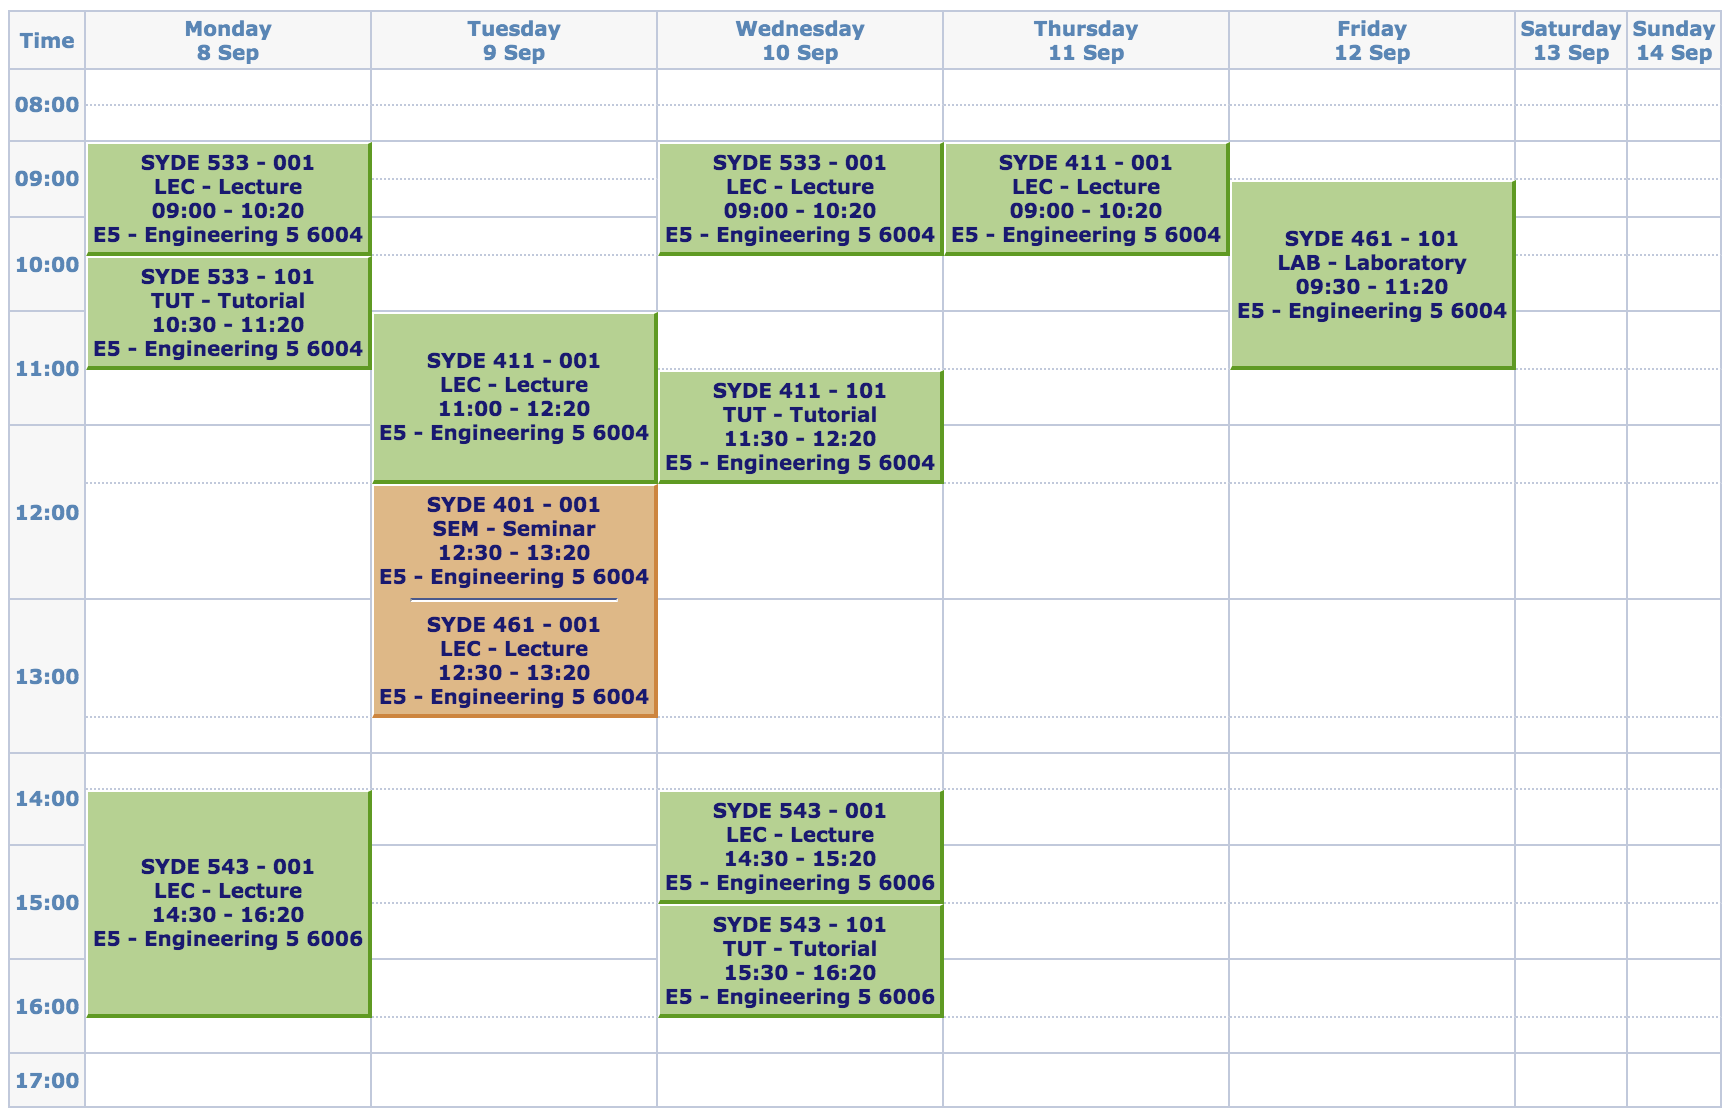 Time
Monday
8 Sep
Tuesday
9 Sep
Wednesday
10 Sep
Thursday
11 Sep
Friday
12 Sep
Saturday
13 Sep
Sunday
14 Sep
08:00
09:00
SYDE 533 - 001
LEC - Lecture
09:00 - 10:20
E5 - Engineering 5 6004
SYDE 533 - 001
LEC - Lecture
09:00 - 10:20
E5 - Engineering 5 6004
SYDE 411 - 001
LEC - Lecture
09:00 - 10:20
E5 - Engineering 5 6004
SYDE 461 - 101
LAB - Laboratory
09:30 - 11:20
E5 - Engineering 5 6004
10:00
SYDE 533 - 101
TUT - Tutorial
10:30 - 11:20
E5 - Engineering 5 6004
11:00
SYDE 411 - 001
LEC - Lecture
11:00 - 12:20
E5 - Engineering 5 6004
SYDE 411 - 101
TUT - Tutorial
11:30 - 12:20
E5 - Engineering 5 6004
12:00
SYDE 401 - 001
SEM - Seminar
12:30 - 13:20
E5 - Engineering 5 6004
SYDE 461 - 001
LEC - Lecture
12:30 - 13:20
E5 - Engineering 5 6004
13:00
14:00
SYDE 543 - 001
LEC - Lecture
14:30 - 16:20
E5 - Engineering 5 6006
SYDE 543 - 001
LEC - Lecture
14:30 - 15:20
E5 - Engineering 5 6006
15:00
SYDE 543 - 101
TUT - Tutorial
15:30 - 16:20
E5 - Engineering 5 6006
16:00
17:00